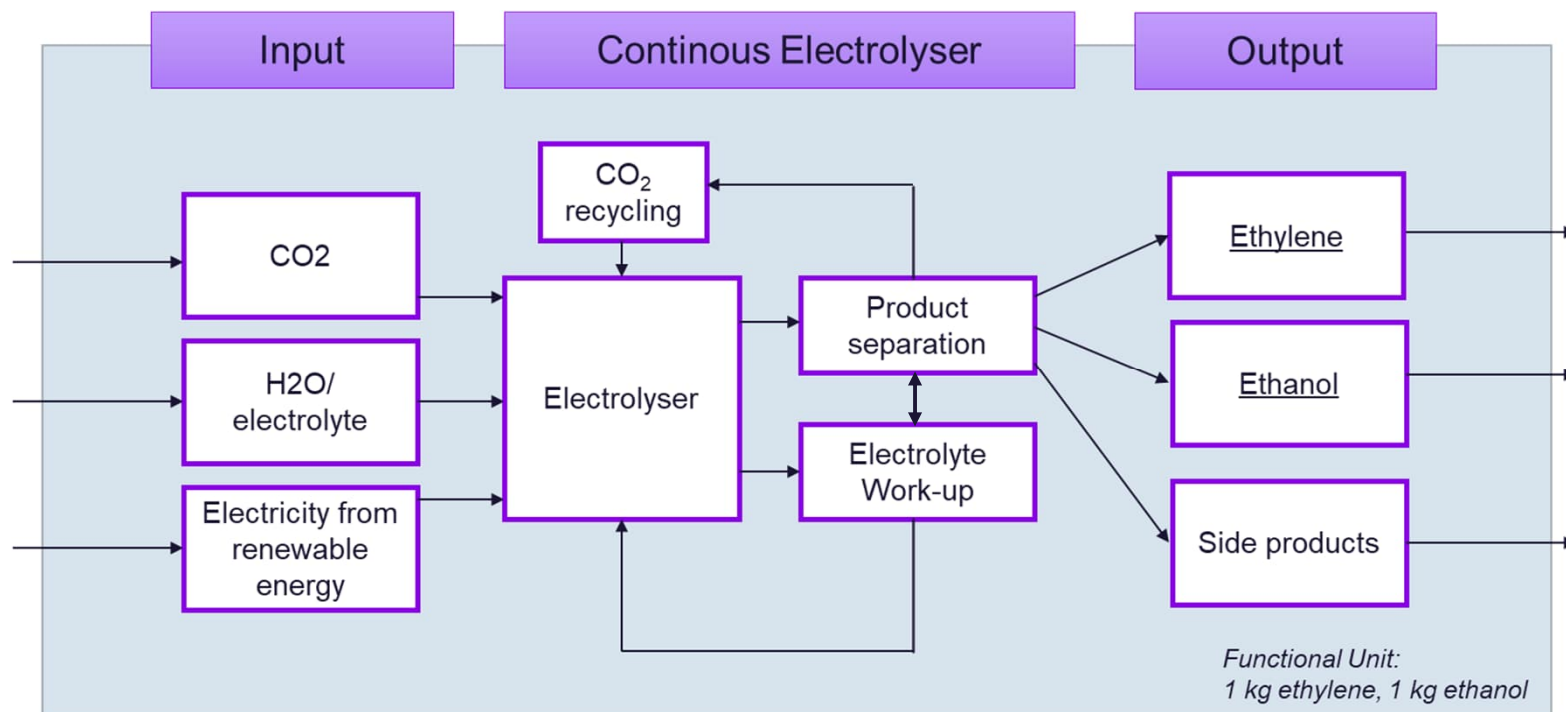 Input
Continous Electrolyser
Output
CO₂
recycling
CO2
H2O/
electrolyte
Electricity from
renewable
energy
Electrolyser
Product
separation
Electrolyte
Work-up
Ethylene
Ethanol
Side products
Functional Unit:
1 kg ethylene, 1 kg ethanol